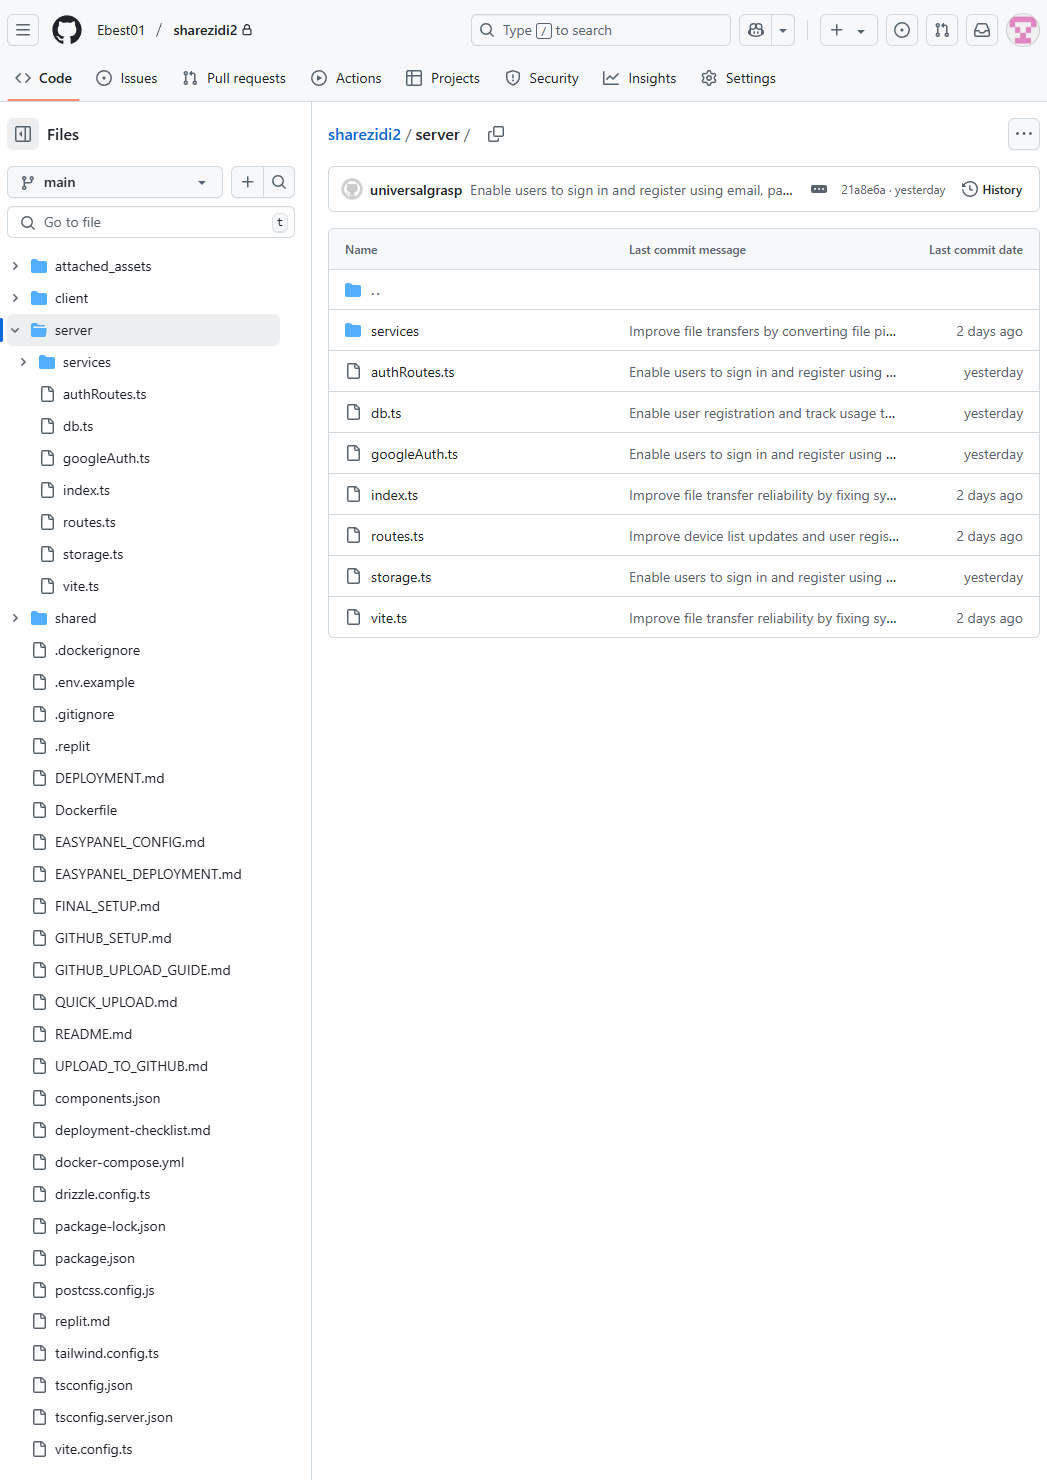 Ebest01 / sharezidi2
Type / to search
Code Issues Pull requests Actions Projects Security Insights Settings
Files
main
Go to file t
attached_assets
client
server
services
authRoutes.ts
db.ts
googleAuth.ts
index.ts
routes.ts
storage.ts
vite.ts
shared
.dockerignore
.env.example
.gitignore
.replit
DEPLOYMENT.md
Dockerfile
EASYPANEL_CONFIG.md
EASYPANEL_DEPLOYMENT.md
FINAL_SETUP.md
GITHUB_SETUP.md
GITHUB_UPLOAD_GUIDE.md
QUICK_UPLOAD.md
README.md
UPLOAD_TO_GITHUB.md
components.json
deployment-checklist.md
docker-compose.yml
drizzle.config.ts
package-lock.json
package.json
postcss.config.js
replit.md
tailwind.config.ts
tsconfig.json
tsconfig.server.json
vite.config.ts
sharezidi2 / server /
universalgrasp Enable users to sign in and register using email, pa... 21a8e6a · yesterday History
Name Last commit message Last commit date
..
services Improve file transfers by converting file pi... 2 days ago
authRoutes.ts Enable users to sign in and register using ... yesterday
db.ts Enable user registration and track usage t... yesterday
googleAuth.ts Enable users to sign in and register using ... yesterday
index.ts Improve file transfer reliability by fixing sy... 2 days ago
routes.ts Improve device list updates and user regis... 2 days ago
storage.ts Enable users to sign in and register using ... yesterday
vite.ts Improve file transfer reliability by fixing sy... 2 days ago